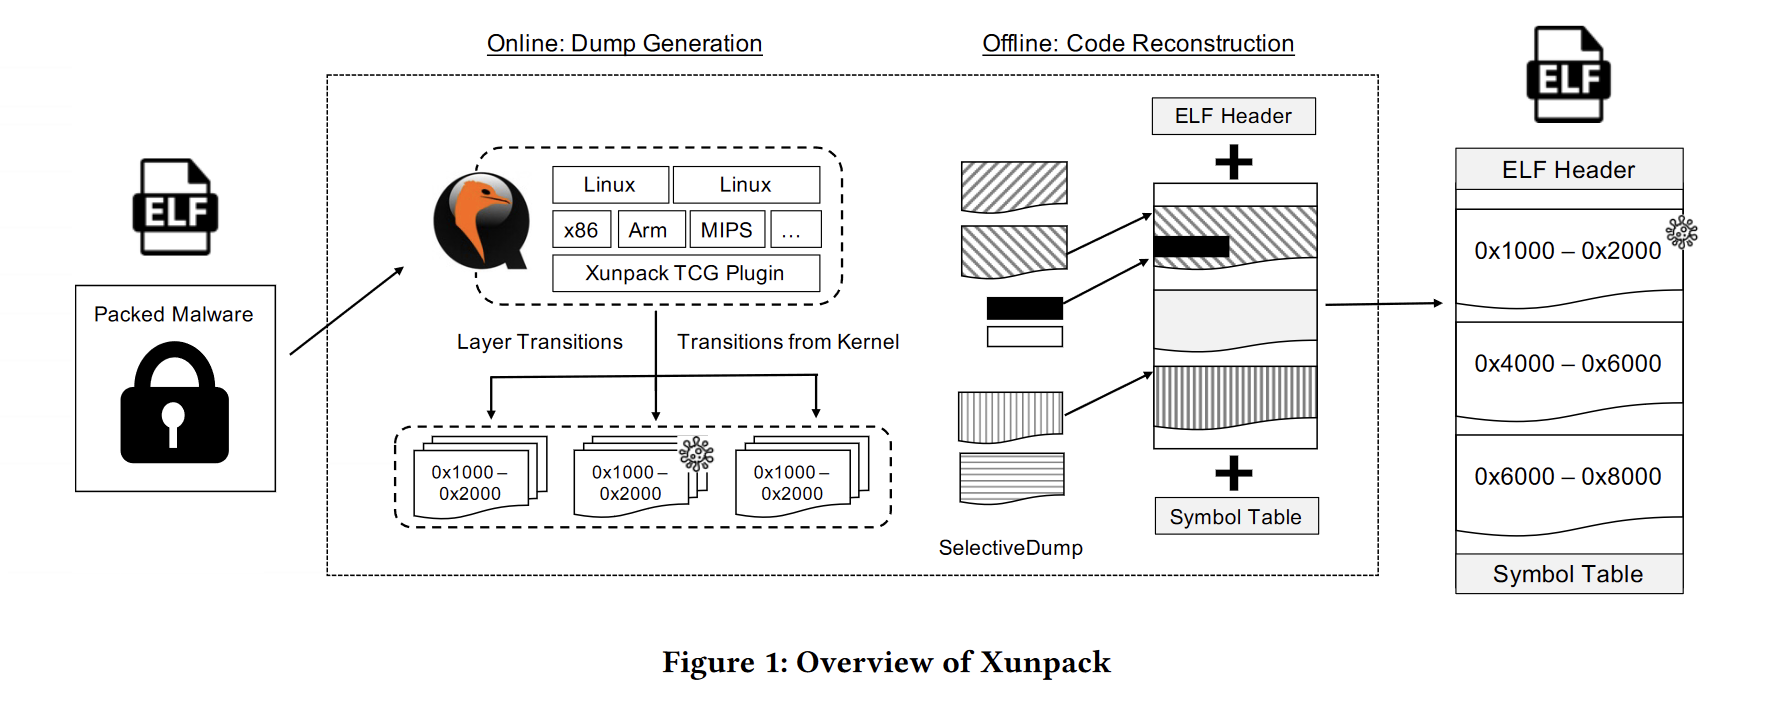 Online: Dump Generation
Offline: Code Reconstruction
ELF
Packed Malware
Linux
Linux
x86
Arm
MIPS
...
Xunpack TCG Plugin
Layer Transitions
Transitions from Kernel
0x1000 –
0x2000
0x1000 –
0x2000
0x1000 –
0x2000
SelectiveDump
ELF Header
+
+
Symbol Table
ELF
ELF Header
0x1000 – 0x2000
0x4000 – 0x6000
0x6000 – 0x8000
Symbol Table
Figure 1: Overview of Xunpack